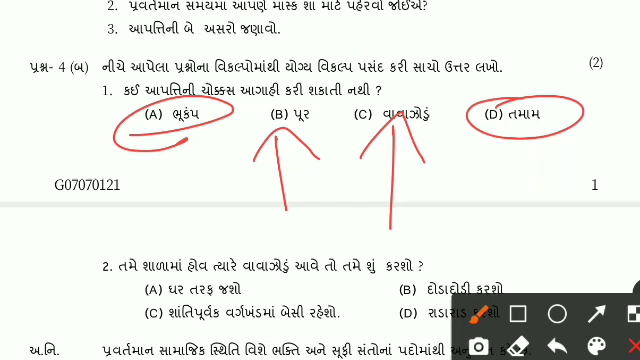 2. પ્રવર્તમાન સમયમાં આપણે માસ્ક શા માટે પહેરવો જોઈએ?
3. આપત્તિની બે અસરો જણાવો.
પ્રશ્ન- 4 (બ) નીચે આપેલા પ્રશ્નોના વિકલ્પોમાંથી યોગ્ય વિકલ્પ પસંદ કરી સાચો ઉત્તર લખો. (2)
1. કઈ આપત્તિની ચોક્સ આગાહી કરી શકાતી નથી ?
(A) ભૂકંપ (B) પૂર (C) વાવાઝોડું (D) તમામ
G07070121 1
2. તમે શાળામાં હોવ ત્યારે વાવાઝોડું આવે તો તમે શું કરશો ?
(A) ઘર તરફ જશો (B) દોડાદોડી કરશો
(C) શાંતિપૂર્વક વર્ગખંડમાં બેસી રહેશો. (D) રાડારાડ કરશો
અ.નિ. પ્રવર્તમાન સામાજિક સ્થિતિ વિશે ભક્તિ અને સૂફી સંતોનાં પદોમાંથી